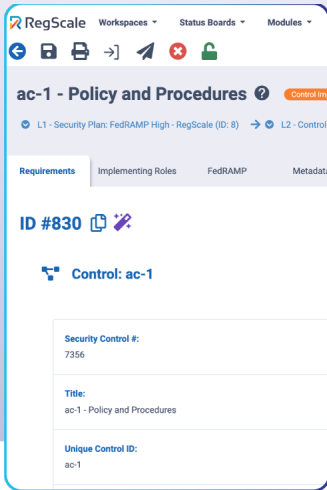 RegScale Workspaces Status Boards Modules
ac-1 - Policy and Procedures
L1 - Security Plan: FedRAMP High - RegScale (ID: 8) L2 - Control
Requirements Implementing Roles FedRAMP
ID #830
Control: ac-1
Security Control #:
7356
Title:
ac-1 - Policy and Procedures
Unique Control ID:
ac-1